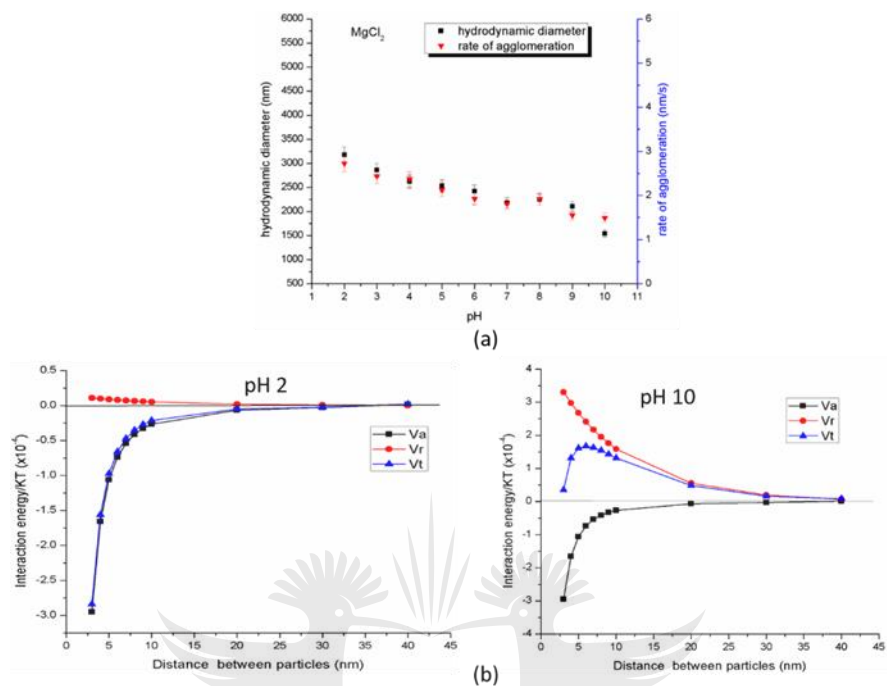 MgCl₂
hydrodynamic diameter
rate of agglomeration
hydrodynamic diameter (nm)
6000
5500
5000
4500
4000
3500
3000
2500
2000
1500
1000
500
rate of agglomeration (nm/s)
6
5
4
3
2
1
0
1 2 3 4 5 6 7 8 9 10 11
pH
(a)
pH 2
Va
Vr
Vt
Interaction energy/KT (x10⁻⁴)
0.5
0.0
-0.5
-1.0
-1.5
-2.0
-2.5
-3.0
0 5 10 15 20 25 30 35 40 45
Distance between particles (nm)
pH 10
Va
Vr
Vt
Interaction energy/KT (x10⁻⁴)
4
3
2
1
0
-1
-2
-3
-4
0 5 10 15 20 25 30 35 40 45
Distance between particles (nm)
(b)